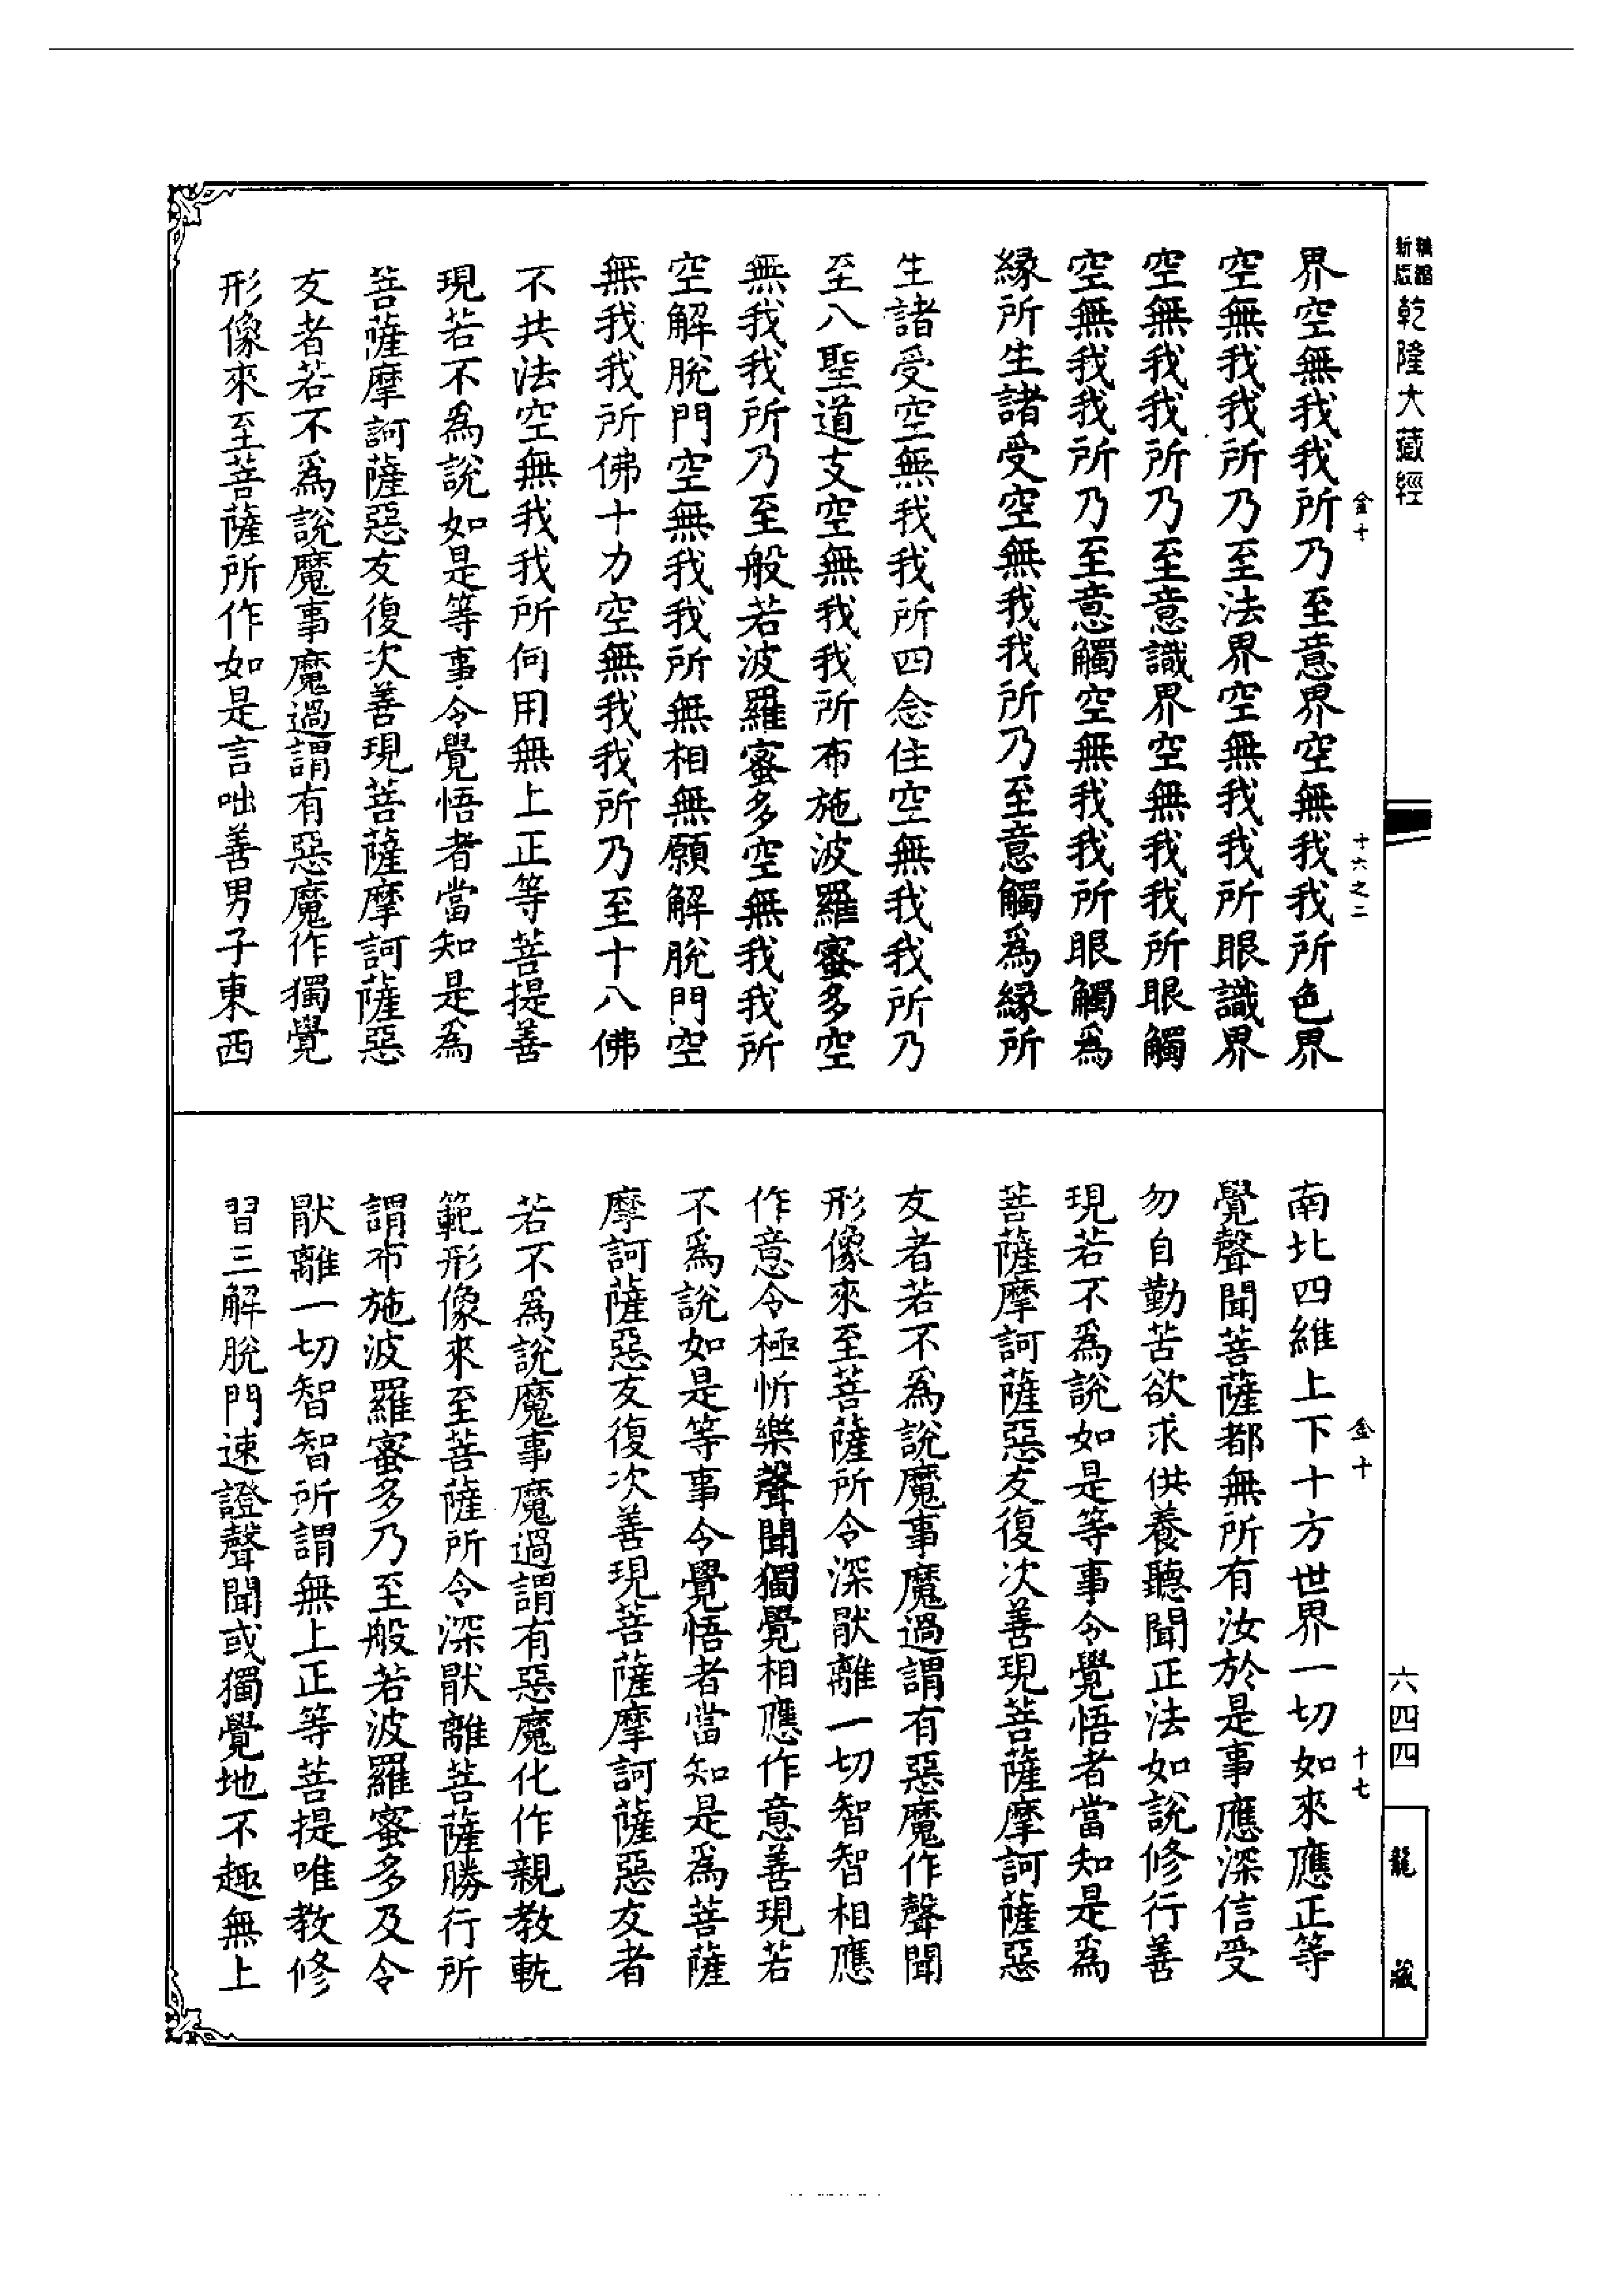 新編
縮版
乾隆大藏經
金十
十六之二
界空無我我所乃至意界空無我我所色界
空無我我所乃至法界空無我我所眼識界
空無我我所乃至意識界空無我我所眼觸
空無我我所乃至意觸空無我我所眼觸爲
緣所生諸受空無我我所乃至意觸爲緣所
生諸受空無我我所四念住空無我我所乃
至八聖道支空無我我所布施波羅蜜多空
無我我所乃至般若波羅蜜多空無我我所
空解脫門空無我我所無相無願解脫門空
無我我所佛十力空無我我所乃至十八佛
不共法空無我我所何用無上正等菩提善
現若不爲說如是等事令覺悟者當知是爲
菩薩摩訶薩惡友復次善現菩薩摩訶薩惡
友者若不爲說魔事魔過謂有惡魔作獨覺
形像來至菩薩所作如是言咄善男子東西
金十
十七
南北四維上下十方世界一切如來應正等
覺聲聞菩薩都無所有汝於是事應深信受
勿自勤苦欲求供養聽聞正法如說修行善
現若不爲說如是等事令覺悟者當知是爲
菩薩摩訶薩惡友復次善現菩薩摩訶薩惡
友者若不爲說魔事魔過謂有惡魔作聲聞
形像來至菩薩所令深猒離一切智智相應
作意令極忻樂聲聞獨覺相應作意善現若
不爲說如是等事令覺悟者當知是爲菩薩
摩訶薩惡友復次善現菩薩摩訶薩惡友者
若不爲說魔事魔過謂有惡魔化作親教軌
範形像來至菩薩所令深猒離菩薩勝行所
謂布施波羅蜜多乃至般若波羅蜜多及令
猒離一切智智所謂無上正等菩提唯教修
習三解脫門速證聲聞或獨覺地不趣無上
六四四
龍藏